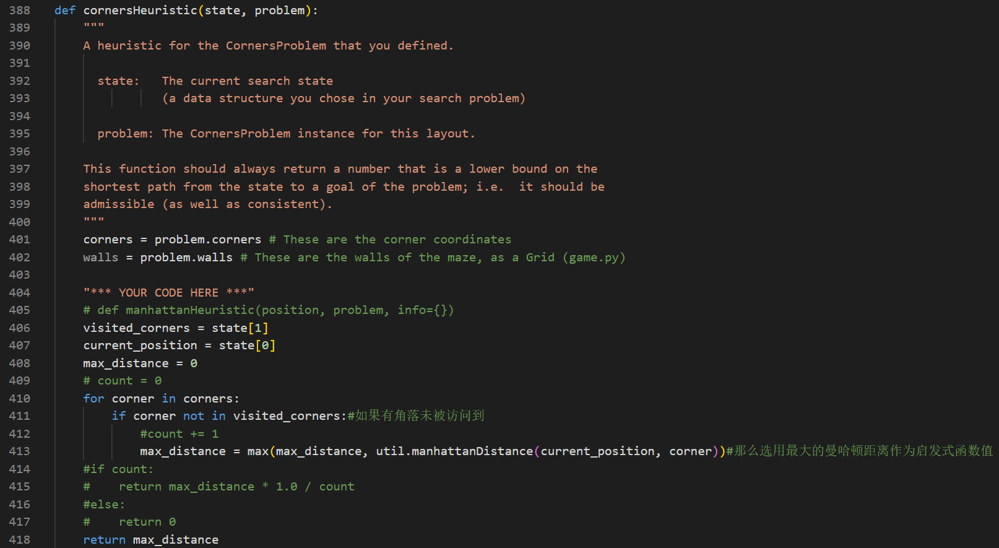 388 def cornersHeuristic(state, problem):
389     """
390     A heuristic for the CornersProblem that you defined.
391
392       state:   The current search state
393                (a data structure you chose in your search problem)
394
395       problem: The CornersProblem instance for this layout.
396
397     This function should always return a number that is a lower bound on the
398     shortest path from the state to a goal of the problem; i.e.  it should be
399     admissible (as well as consistent).
400     """
401     corners = problem.corners # These are the corner coordinates
402     walls = problem.walls # These are the walls of the maze, as a Grid (game.py)
403
404     "*** YOUR CODE HERE ***"
405     # def manhattanHeuristic(position, problem, info={})
406     visited_corners = state[1]
407     current_position = state[0]
408     max_distance = 0
409     # count = 0
410     for corner in corners:
411         if corner not in visited_corners:#如果有角落未被访问到
412             #count += 1
413             max_distance = max(max_distance, util.manhattanDistance(current_position, corner))#那么选用最大的曼哈顿距离作为启发式函数值
414     #if count:
415     #    return max_distance * 1.0 / count
416     #else:
417     #    return 0
418     return max_distance